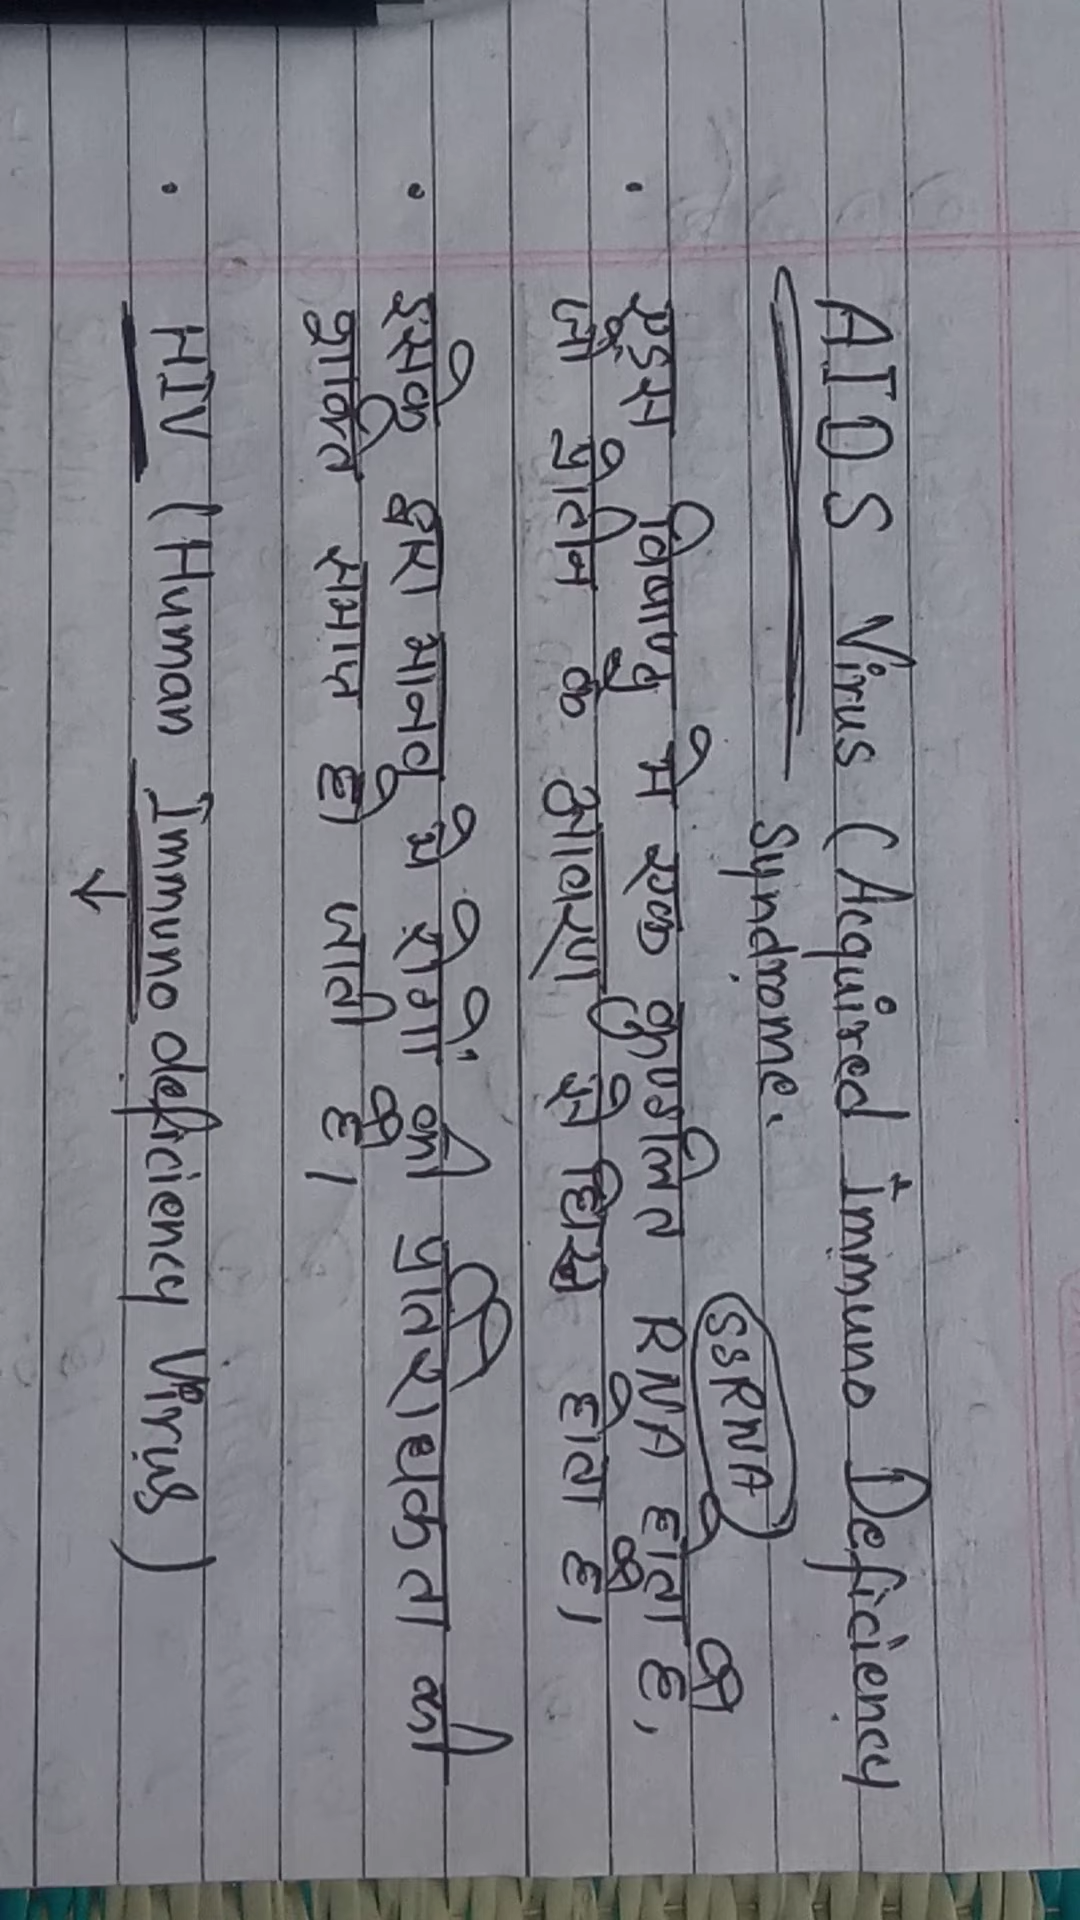 AIDS Virus (Acquired Immuno Deficiency
Syndrome.
SSRNA
एड्स विषाणु में एक कुण्डलित RNA होता है,
जो प्रोटीन के आवरण से घिरा होता है।
इसके द्वारा मानव में रोगों की प्रतिरोधकता की
शक्ति समाप्त हो जाती है।
HIV (Human Immuno deficiency Virus)